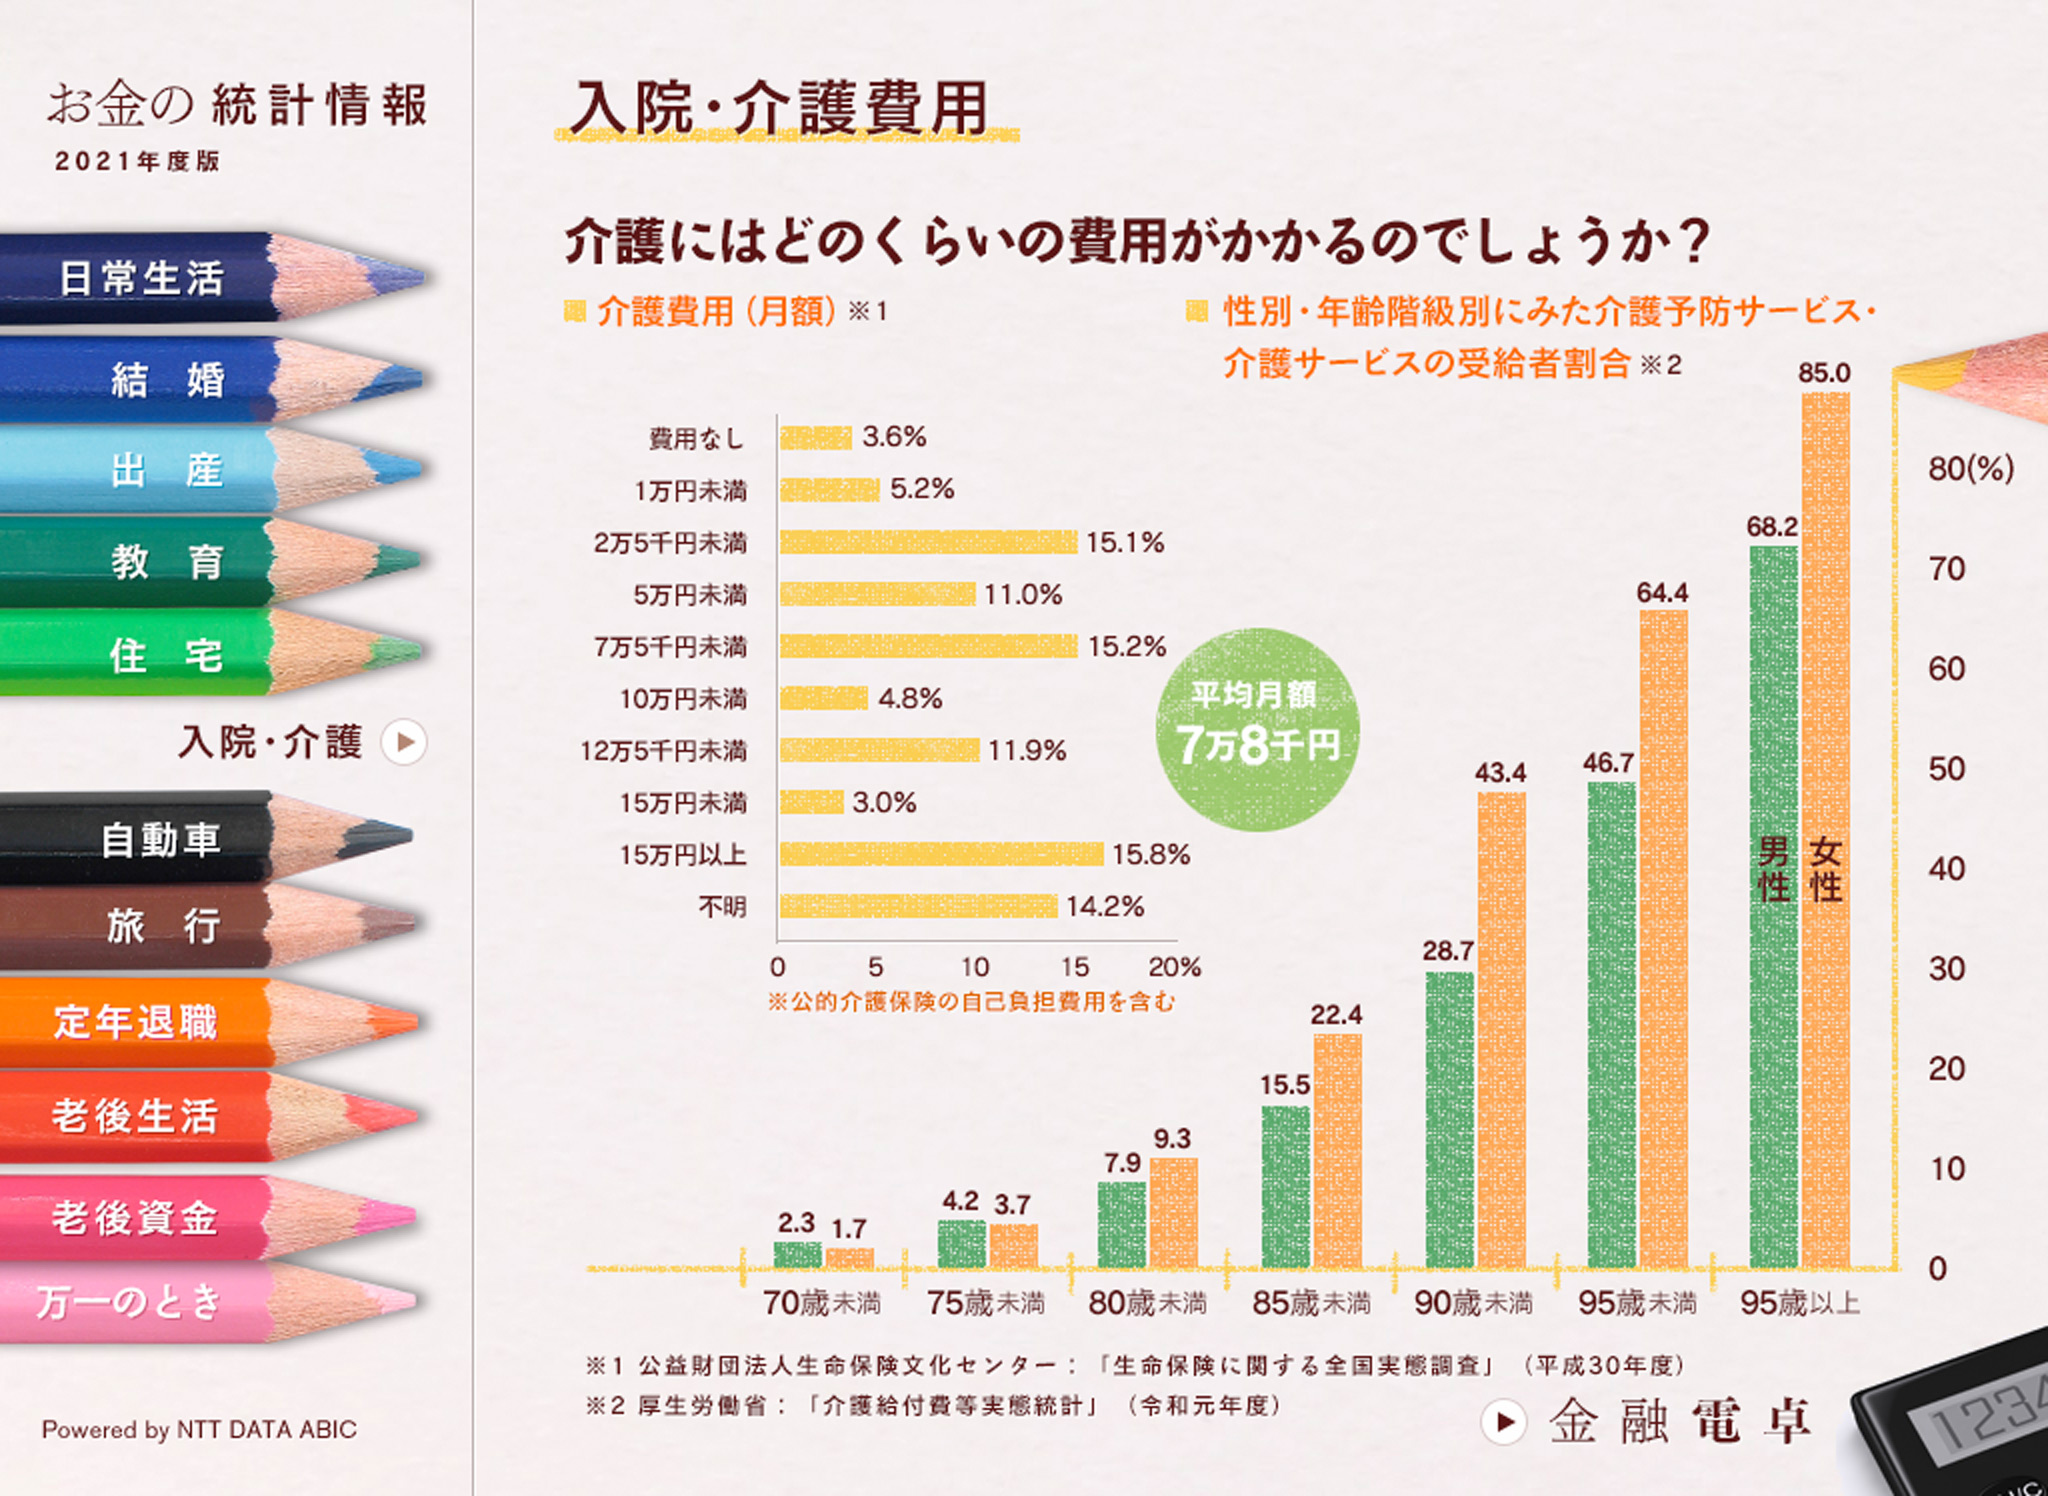 お金の 統計情報
2021年度版
日常生活
結 婚
出 産
教 育
住 宅
入院・介護
自動車
旅 行
定年退職
老後生活
老後資金
万一のとき
Powered by NTT DATA ABIC
入院・介護費用
介護にはどのくらいの費用がかかるのでしょうか？
介護費用（月額）※1
費用なし 3.6%
1万円未満 5.2%
2万5千円未満 15.1%
5万円未満 11.0%
7万5千円未満 15.2%
10万円未満 4.8%
12万5千円未満 11.9%
15万円未満 3.0%
15万円以上 15.8%
不明 14.2%
0 5 10 15 20%
※公的介護保険の自己負担費用を含む
平均月額
7万8千円
性別・年齢階級別にみた介護予防サービス・
介護サービスの受給者割合 ※2
85.0
80(%)
68.2
70
64.4
60
46.7
43.4
50
男性 女性
40
28.7
30
22.4
15.5
20
9.3
7.9
10
4.2 3.7
2.3 1.7
0
70歳未満 75歳未満 80歳未満 85歳未満 90歳未満 95歳未満 95歳以上
※1 公益財団法人生命保険文化センター：「生命保険に関する全国実態調査」（平成30年度）
※2 厚生労働省：「介護給付費等実態統計」（令和元年度）
金融電卓
1234